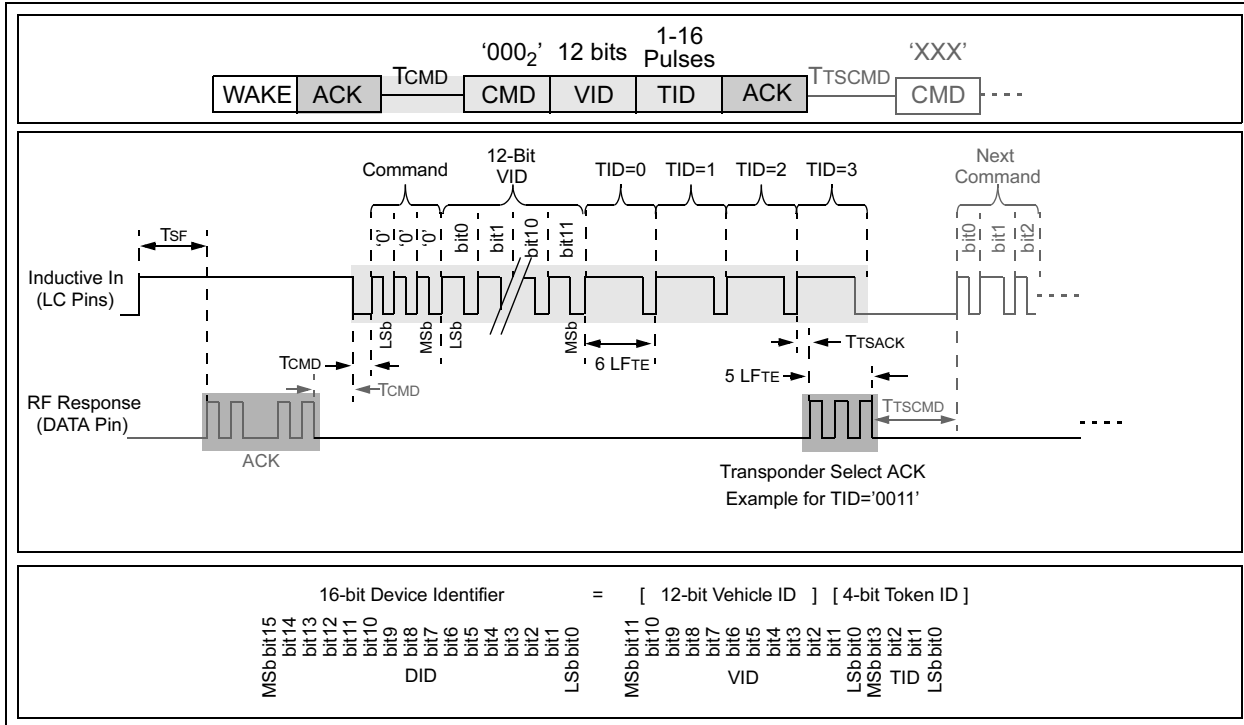 '000₂' 12 bits 1-16 Pulses 'XXX'
WAKE ACK TCMD CMD VID TID ACK TTSCMD CMD
Command 12-Bit VID TID=0 TID=1 TID=2 TID=3 Next Command
'0' '0' '0' bit0 bit1 bit10 bit11 bit0 bit1 bit2
TSF
Inductive In
(LC Pins)
LSb MSb LSb MSb
6 LFTE
TTSACK
TCMD
TCMD
5 LFTE
TTSCMD
RF Response
(DATA Pin)
ACK
Transponder Select ACK
Example for TID='0011'
16-bit Device Identifier = [ 12-bit Vehicle ID ] [ 4-bit Token ID ]
MSb bit15 bit14 bit13 bit12 bit11 bit10 bit9 bit8 bit7 bit6 bit5 bit4 bit3 bit2 bit1 LSb bit0 MSb bit11 bit10 bit9 bit8 bit7 bit6 bit5 bit4 bit3 bit2 bit1 LSb bit0 MSb bit3 bit2 bit1 LSb bit0
DID VID TID